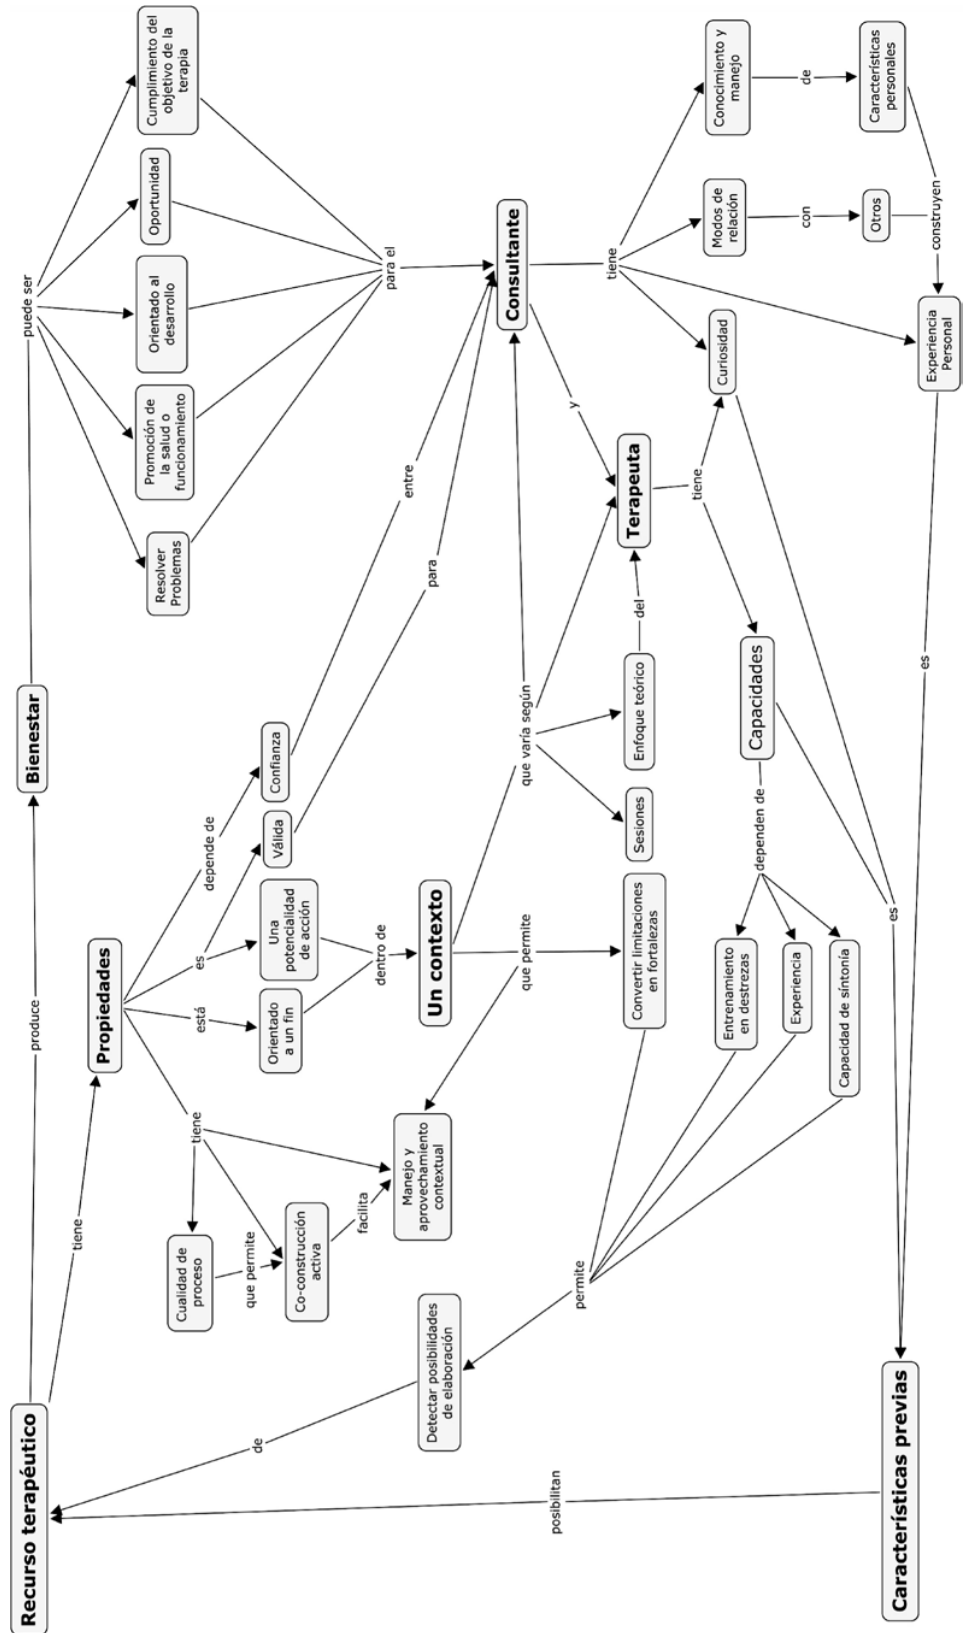 Recurso terapéutico
produce
Bienestar
puede ser
tiene
Propiedades
Resolver
Problemas
Promoción de
la salud o
funcionamiento
Orientado al
desarrollo
Oportunidad
Cumplimiento del
objetivo de la
terapia
tiene
está
es
depende de
Cualidad de
proceso
que permite
Co-construcción
activa
facilita
Orientado
a un fin
Una
potencialidad
de acción
Válida
Confianza
dentro de
para
entre
para el
de
Detectar posibilidades
de elaboración
Manejo y
aprovechamiento
contextual
Un contexto
que permite
que varía según
Consultante
posibilitan
permite
y
tiene
Convertir limitaciones
en fortalezas
Sesiones
Enfoque teórico
del
Terapeuta
tiene
Curiosidad
Modos de
relación
Conocimiento y
manejo
Capacidades
dependen de
con
de
Entrenamiento
en destrezas
Experiencia
Capacidad de sintonía
Otros
Características
personales
Características previas
es
es
construyen
Experiencia
Personal